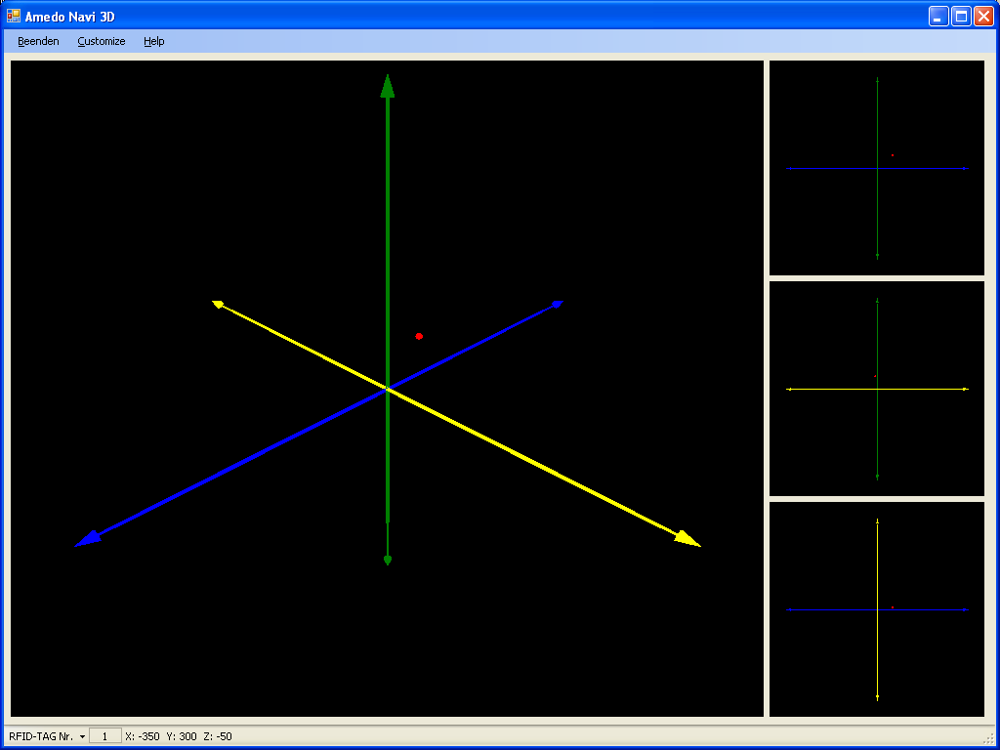 Amedo Navi 3D
Beenden Customize Help
RFID-TAG Nr. 1 X: -350 Y: 300 Z: -50